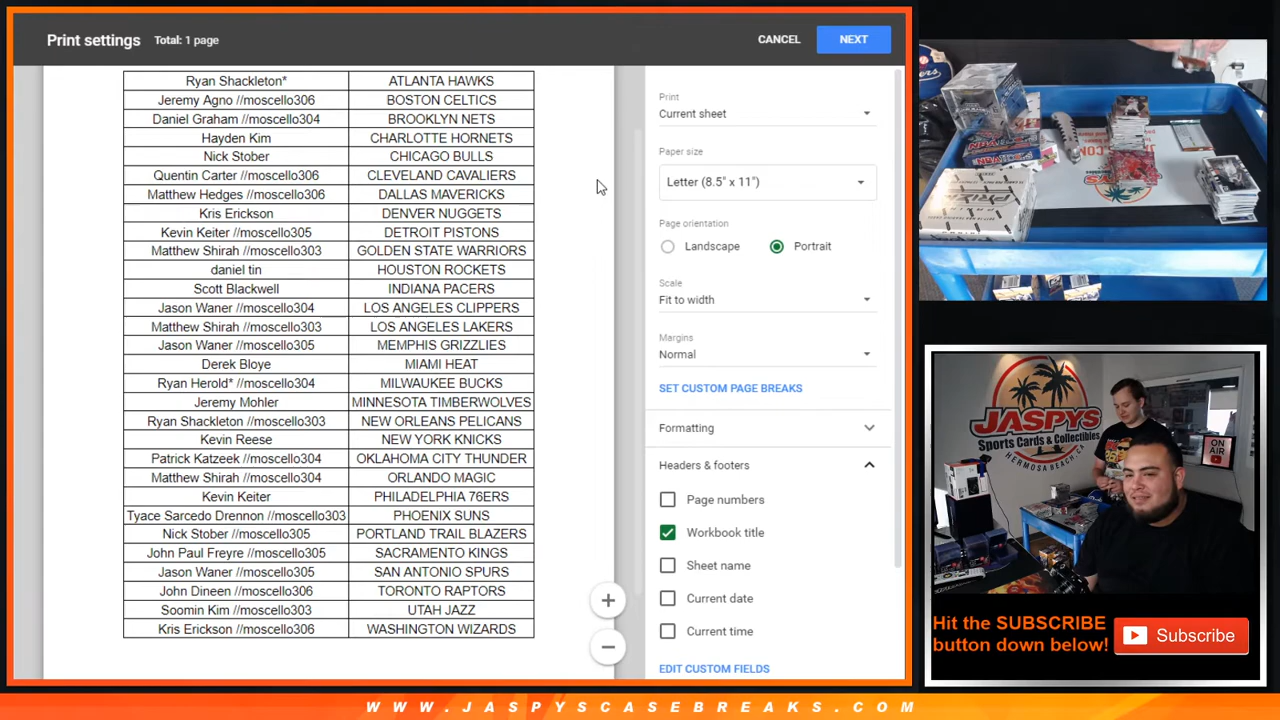 Print settings Total: 1 page CANCEL NEXT
Ryan Shackleton* ATLANTA HAWKS
Jeremy Agno //moscello306 BOSTON CELTICS
Daniel Graham //moscello304 BROOKLYN NETS
Hayden Kim CHARLOTTE HORNETS
Nick Stober CHICAGO BULLS
Quentin Carter //moscello306 CLEVELAND CAVALIERS
Matthew Hedges //moscello306 DALLAS MAVERICKS
Kris Erickson DENVER NUGGETS
Kevin Keiter //moscello305 DETROIT PISTONS
Matthew Shirah //moscello303 GOLDEN STATE WARRIORS
daniel tin HOUSTON ROCKETS
Scott Blackwell INDIANA PACERS
Jason Waner //moscello304 LOS ANGELES CLIPPERS
Matthew Shirah //moscello303 LOS ANGELES LAKERS
Jason Waner //moscello305 MEMPHIS GRIZZLIES
Derek Bloye MIAMI HEAT
Ryan Herold* //moscello304 MILWAUKEE BUCKS
Jeremy Mohler MINNESOTA TIMBERWOLVES
Ryan Shackleton //moscello303 NEW ORLEANS PELICANS
Kevin Reese NEW YORK KNICKS
Patrick Katzeek //moscello304 OKLAHOMA CITY THUNDER
Matthew Shirah //moscello304 ORLANDO MAGIC
Kevin Keiter PHILADELPHIA 76ERS
Tyace Sarcedo Drennon //moscello303 PHOENIX SUNS
Nick Stober //moscello305 PORTLAND TRAIL BLAZERS
John Paul Freyre //moscello305 SACRAMENTO KINGS
Jason Waner //moscello305 SAN ANTONIO SPURS
John Dineen //moscello306 TORONTO RAPTORS
Soomin Kim //moscello303 UTAH JAZZ
Kris Erickson //moscello306 WASHINGTON WIZARDS
Print
Current sheet
Paper size
Letter (8.5" x 11")
Page orientation
Landscape Portrait
Scale
Fit to width
Margins
Normal
SET CUSTOM PAGE BREAKS
Formatting
Headers & footers
Page numbers
Workbook title
Sheet name
Current date
Current time
EDIT CUSTOM FIELDS
JASPYS
Sports Cards & Collectibles
HERMOSA BEACH, CA
ON
AIR
Hit the SUBSCRIBE
button down below!
Subscribe
WWW.JASPYSCASEBREAKS.COM